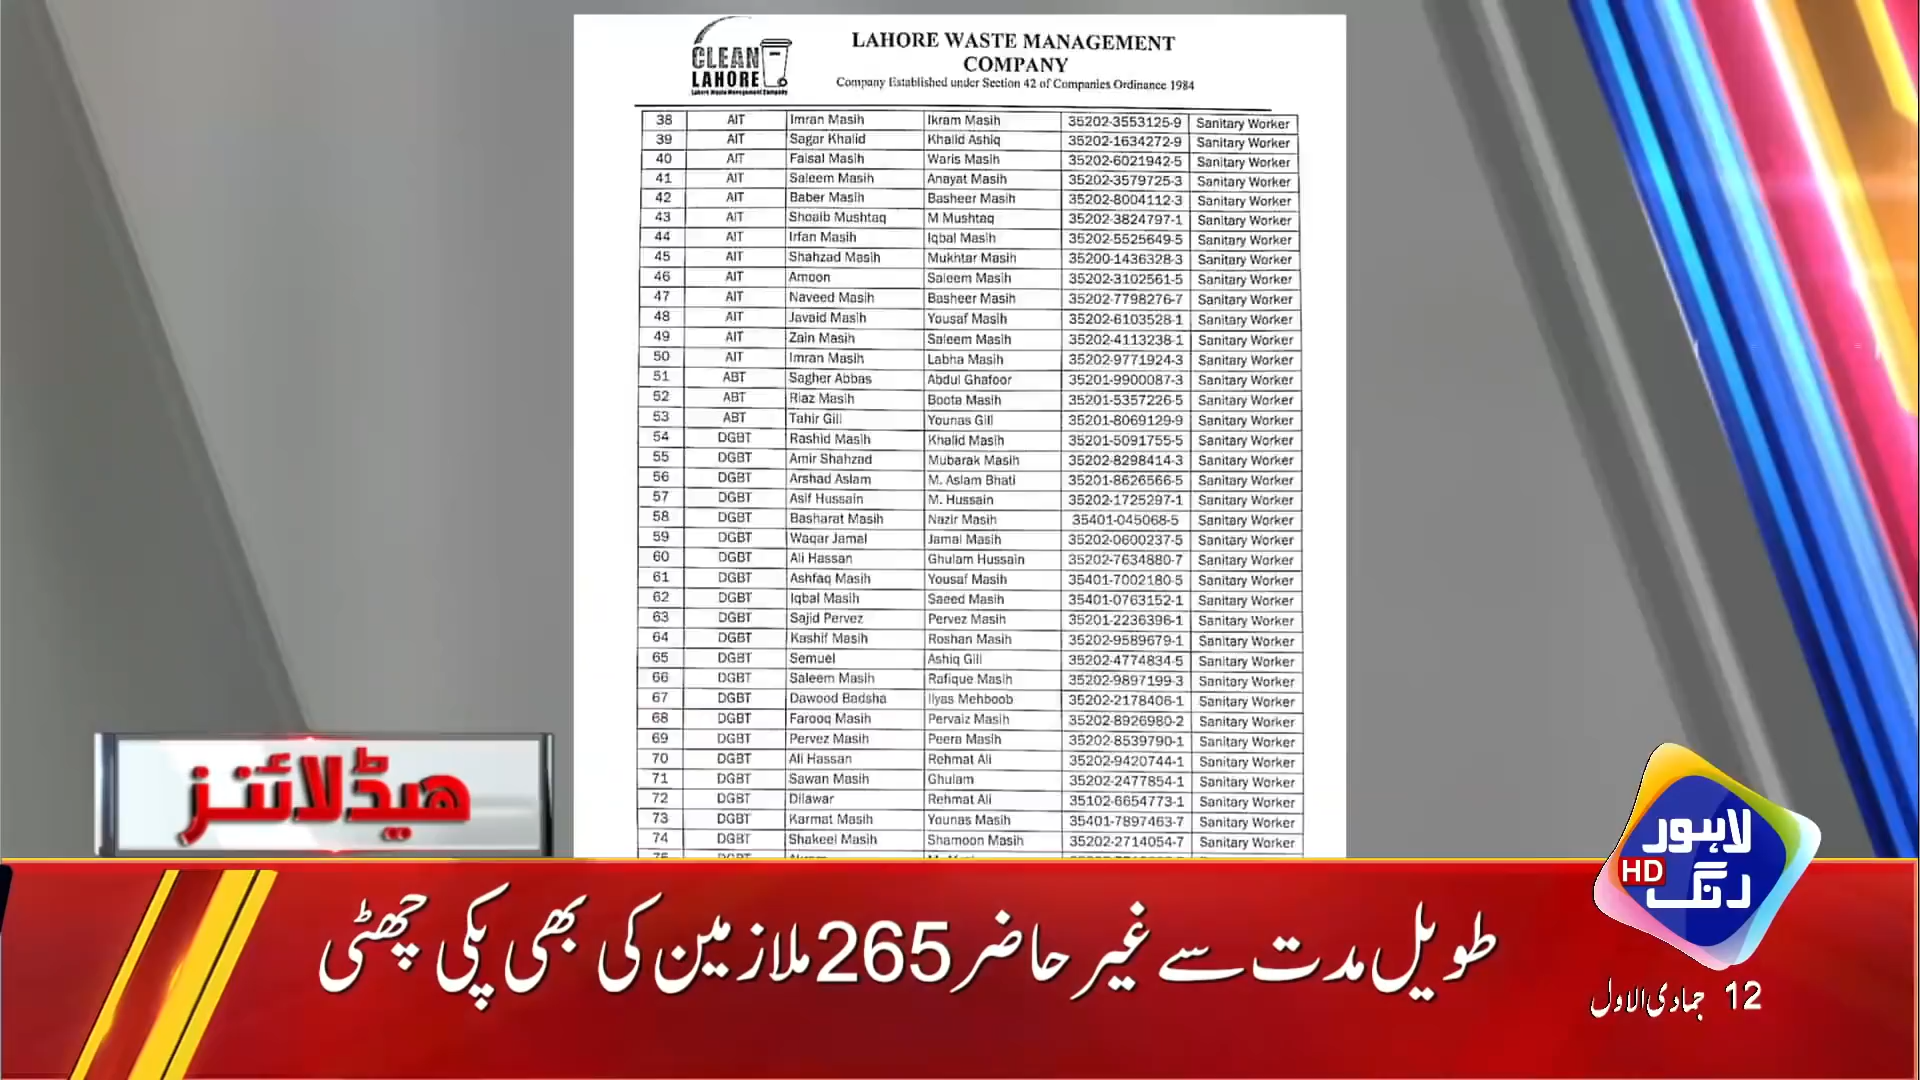 CLEAN
LAHORE
Lahore Waste Management Company
LAHORE WASTE MANAGEMENT
COMPANY
Company Established under Section 42 of Companies Ordinance 1984
38 AIT Imran Masih Ikram Masih 35202-3553125-9 Sanitary Worker
39 AIT Sagar Khalid Khalid Ashiq 35202-1634272-9 Sanitary Worker
40 AIT Faisal Masih Waris Masih 35202-6021942-5 Sanitary Worker
41 AIT Saleem Masih Anayat Masih 35202-3579725-3 Sanitary Worker
42 AIT Baber Masih Basheer Masih 35202-8004112-3 Sanitary Worker
43 AIT Shoaib Mushtaq M Mushtaq 35202-3824797-1 Sanitary Worker
44 AIT Irfan Masih Iqbal Masih 35202-5525649-5 Sanitary Worker
45 AIT Shahzad Masih Mukhtar Masih 35200-1436328-3 Sanitary Worker
46 AIT Amoon Saleem Masih 35202-3102561-5 Sanitary Worker
47 AIT Naveed Masih Basheer Masih 35202-7798276-7 Sanitary Worker
48 AIT Javaid Masih Yousaf Masih 35202-6103528-1 Sanitary Worker
49 AIT Zain Masih Saleem Masih 35202-4113238-1 Sanitary Worker
50 AIT Imran Masih Labha Masih 35202-9771924-3 Sanitary Worker
51 ABT Sagher Abbas Abdul Ghafoor 35201-9900087-3 Sanitary Worker
52 ABT Riaz Masih Boota Masih 35201-5357226-5 Sanitary Worker
53 ABT Tahir Gill Younas Gill 35201-8069129-9 Sanitary Worker
54 DGBT Rashid Masih Khalid Masih 35201-5091755-5 Sanitary Worker
55 DGBT Amir Shahzad Mubarak Masih 35202-8298414-3 Sanitary Worker
56 DGBT Arshad Aslam M. Aslam Bhati 35201-8626566-5 Sanitary Worker
57 DGBT Asif Hussain M. Hussain 35202-1725297-1 Sanitary Worker
58 DGBT Basharat Masih Nazir Masih 35401-045068-5 Sanitary Worker
59 DGBT Waqar Jamal Jamal Masih 35202-0600237-5 Sanitary Worker
60 DGBT Ali Hassan Ghulam Hussain 35202-7634880-7 Sanitary Worker
61 DGBT Ashfaq Masih Yousaf Masih 35401-7002180-5 Sanitary Worker
62 DGBT Iqbal Masih Saeed Masih 35401-0763152-1 Sanitary Worker
63 DGBT Sajid Pervez Pervez Masih 35201-2236396-1 Sanitary Worker
64 DGBT Kashif Masih Roshan Masih 35202-9589679-1 Sanitary Worker
65 DGBT Semuel Ashiq Gill 35202-4774834-5 Sanitary Worker
66 DGBT Saleem Masih Rafique Masih 35202-9897199-3 Sanitary Worker
67 DGBT Dawood Badsha Ilyas Mehboob 35202-2178406-1 Sanitary Worker
68 DGBT Farooq Masih Pervaiz Masih 35202-8926980-2 Sanitary Worker
69 DGBT Pervez Masih Peera Masih 35202-8539790-1 Sanitary Worker
70 DGBT Ali Hassan Rehmat Ali 35202-9420744-1 Sanitary Worker
71 DGBT Sawan Masih Ghulam 35202-2477854-1 Sanitary Worker
72 DGBT Dilawar Rehmat Ali 35102-6654773-1 Sanitary Worker
73 DGBT Karmat Masih Younas Masih 35401-7897463-7 Sanitary Worker
74 DGBT Shakeel Masih Shamoon Masih 35202-2714054-7 Sanitary Worker
ہیڈلائنز
لاہور
رنگ HD
طویل مدت سے غیر حاضر 265 ملازمین کی بھی پکی چھٹی
12 جمادی الاول